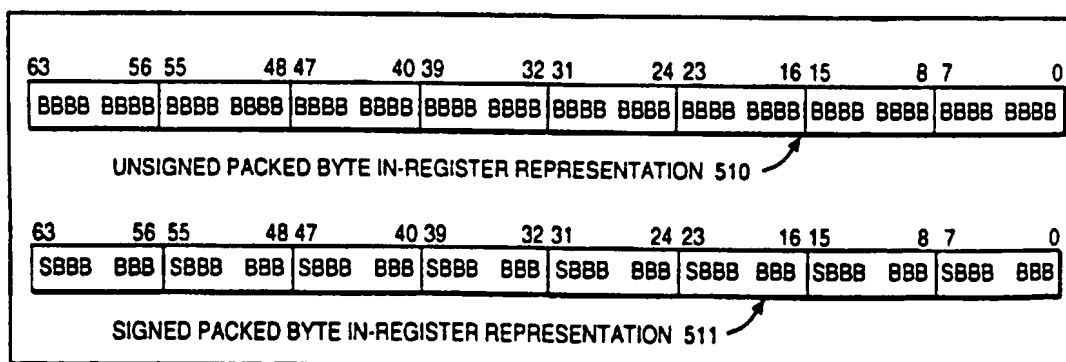 63 56 55 48 47 40 39 32 31 24 23 16 15 8 7 0
BBBB BBBB BBBB BBBB BBBB BBBB BBBB BBBB BBBB BBBB BBBB BBBB BBBB BBBB BBBB BBBB
UNSIGNED PACKED BYTE IN-REGISTER REPRESENTATION 510
63 56 55 48 47 40 39 32 31 24 23 16 15 8 7 0
SBBB BBB SBBB BBB SBBB BBB SBBB BBB SBBB BBB SBBB BBB SBBB BBB SBBB BBB
SIGNED PACKED BYTE IN-REGISTER REPRESENTATION 511